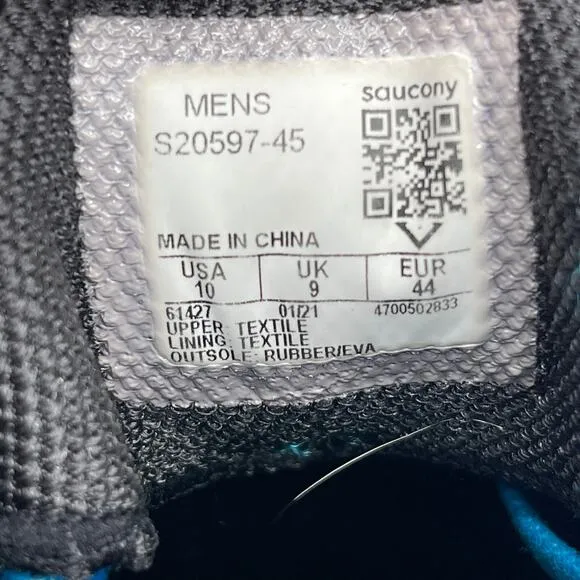 MENS
saucony
S20597-45
MADE IN CHINA
USA UK EUR
10 9 44
61427 01/21 4700502833
UPPER: TEXTILE
LINING: TEXTILE
OUTSOLE: RUBBER/EVA